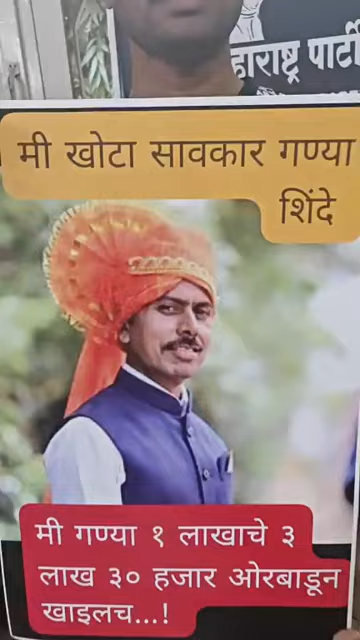 हाराष्ट्र पार्टी
मी खोटा सावकार गण्या
शिंदे
मी गण्या १ लाखाचे ३
लाख ३० हजार ओरबाडून
खाइलच...!